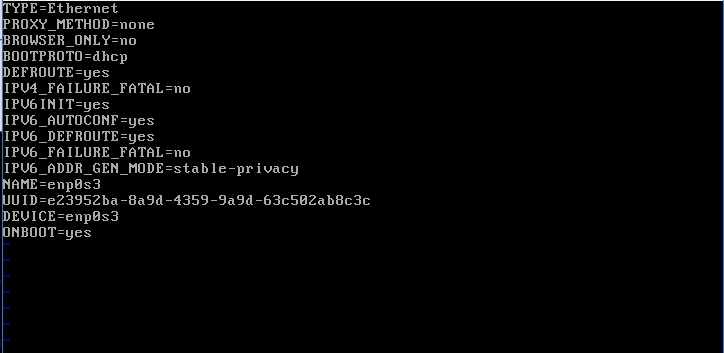 TYPE=Ethernet
PROXY_METHOD=none
BROWSER_ONLY=no
BOOTPROTO=dhcp
DEFROUTE=yes
IPV4_FAILURE_FATAL=no
IPV6INIT=yes
IPV6_AUTOCONF=yes
IPV6_DEFROUTE=yes
IPV6_FAILURE_FATAL=no
IPV6_ADDR_GEN_MODE=stable-privacy
NAME=enp0s3
UUID=e23952ba-8a9d-4359-9a9d-63c502ab8c3c
DEVICE=enp0s3
ONBOOT=yes
~
~
~
~
~
~
~